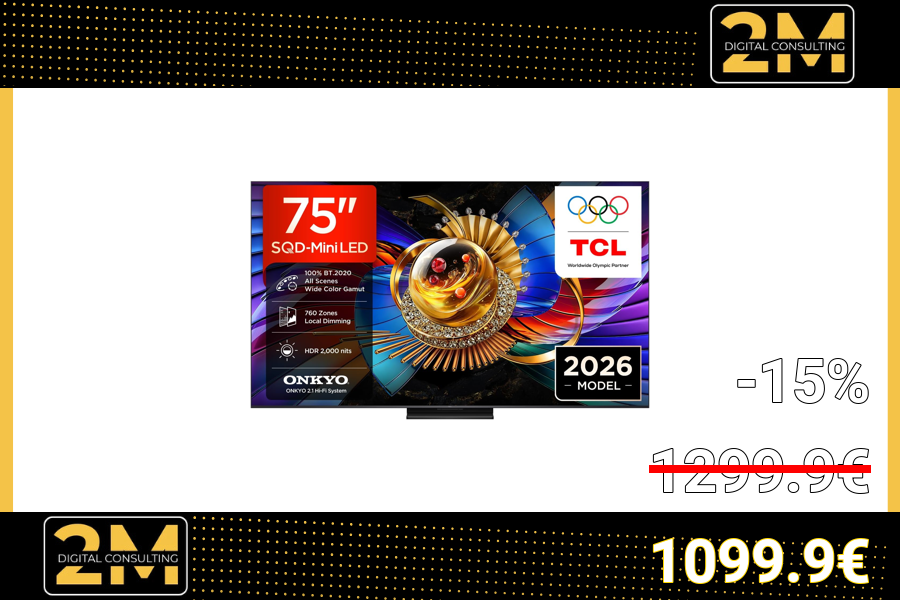 2M
DIGITAL CONSULTING
75"
SQD-Mini LED
100% BT.2020
All Scenes
Wide Color Gamut
760 Zones
Local Dimming
HDR 2,000 nits
ONKYO
ONKYO 2.1 Hi-Fi System
TCL
Worldwide Olympic Partner
2026
– MODEL –
-15%
1299.9€
2M
DIGITAL CONSULTING
1099.9€